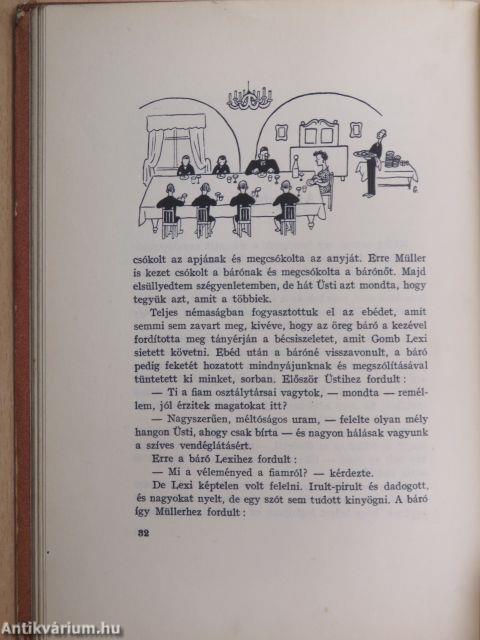 csókolt az apjának és megcsókolta az anyját. Erre Müller
is kezet csókolt a bárónak és megcsókolta a bárónőt. Majd
elsüllyedtem szégyenletemben, de hát Üsti azt mondta, hogy
tegyük azt, amit a többiek.
Teljes némaságban fogyasztottuk el az ebédet, amit
semmi sem zavart meg, kivéve, hogy az öreg báró a kezével
fordította meg tányérján a bécsiszeletet, amit Gomb Lexi
sietett követni. Ebéd után a báróné visszavonult, a báró
pedig feketét hozatott mindnyájunknak és megszólításával
tüntetett ki minket, sorban. Először Üstihez fordult :
— Ti a fiam osztálytársai vagytok, — mondta — remél-
lem, jól érzitek magatokat itt?
— Nagyszerűen, méltóságos uram, — felelte olyan mély
hangon Üsti, ahogy csak bírta — és nagyon hálásak vagyunk
a szíves vendéglátásért.
Erre a báró Lexihez fordult :
— Mi a véleményed a fiamról? — kérdezte.
De Lexi képtelen volt felelni. Irult-pirult és dadogott,
és nagyokat nyelt, de egy szót sem tudott kinyögni. A báró
így Müllerhez fordult :
32
Antikvárium.hu